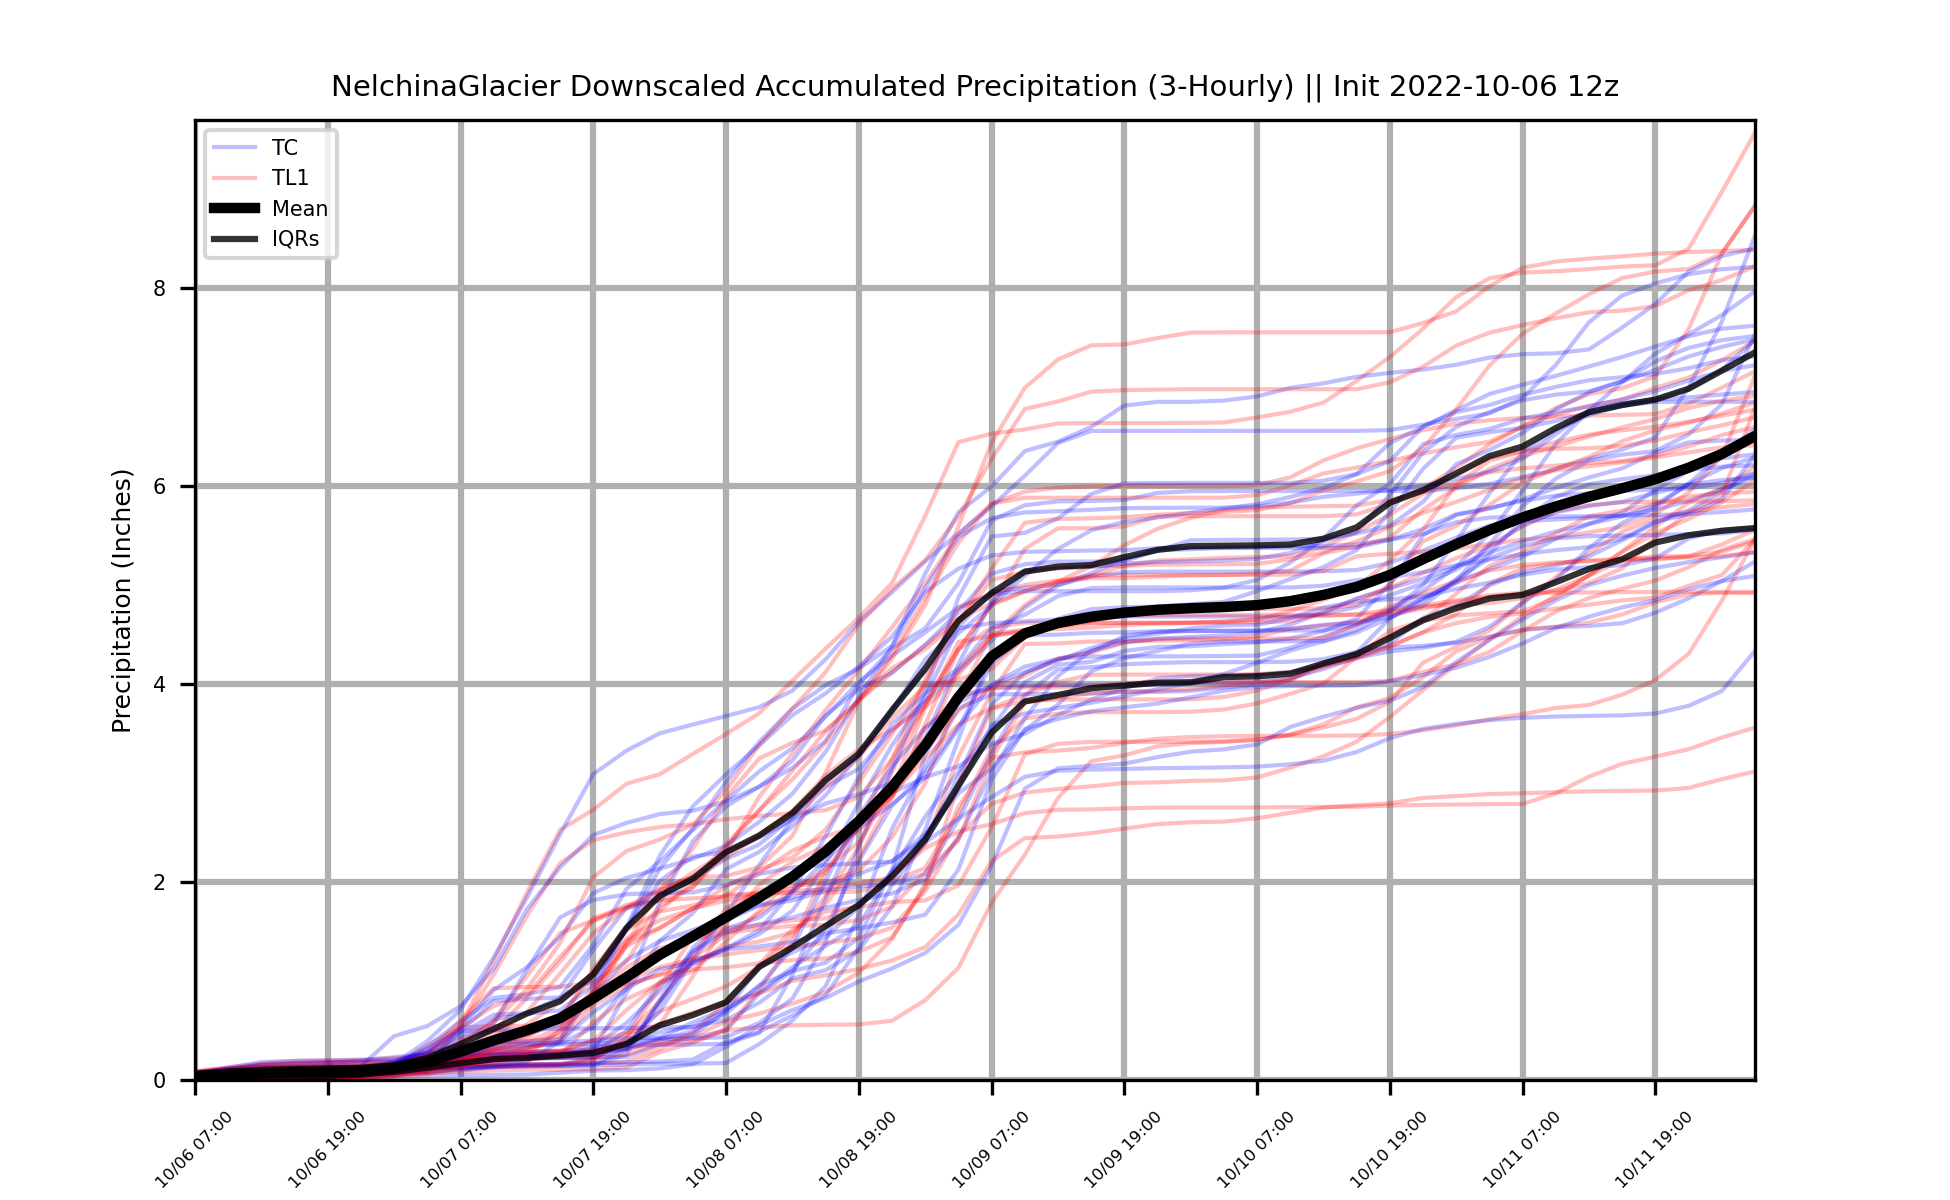 NelchinaGlacier Downscaled Accumulated Precipitation (3-Hourly) || Init 2022-10-06 12z
TC
TL1
Mean
IQRs
Precipitation (Inches)
8
6
4
2
0
10/06 07:00
10/06 19:00
10/07 07:00
10/07 19:00
10/08 07:00
10/08 19:00
10/09 07:00
10/09 19:00
10/10 07:00
10/10 19:00
10/11 07:00
10/11 19:00